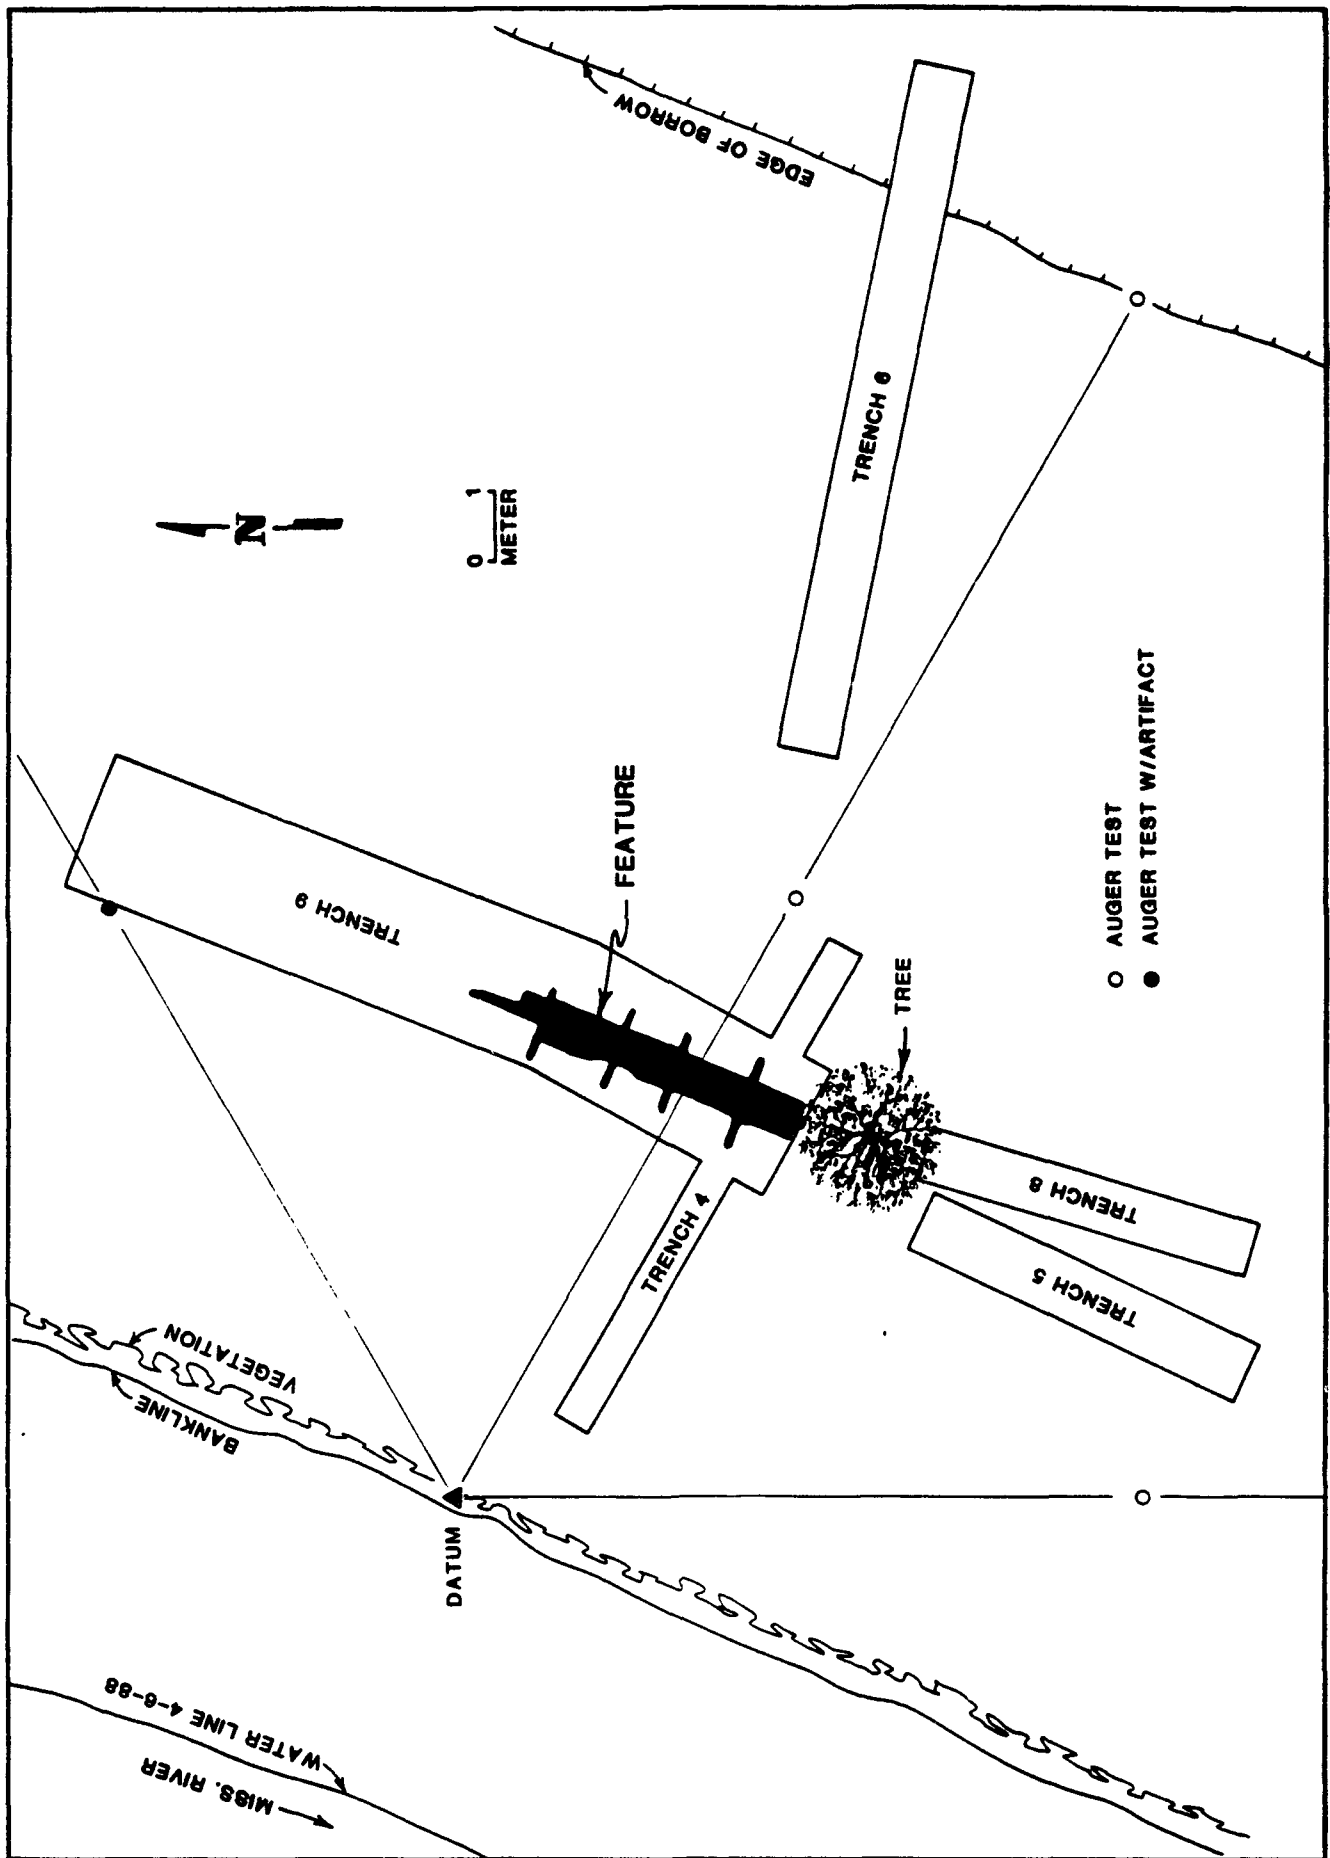 EDGE OF BORROW
TRENCH 6
N
0 1
METER
TRENCH 9
FEATURE
AUGER TEST
AUGER TEST W/ARTIFACT
TREE
TRENCH 4
TRENCH 8
TRENCH 5
VEGETATION
BANKLINE
DATUM
WATER LINE 4-6-88
MISS. RIVER